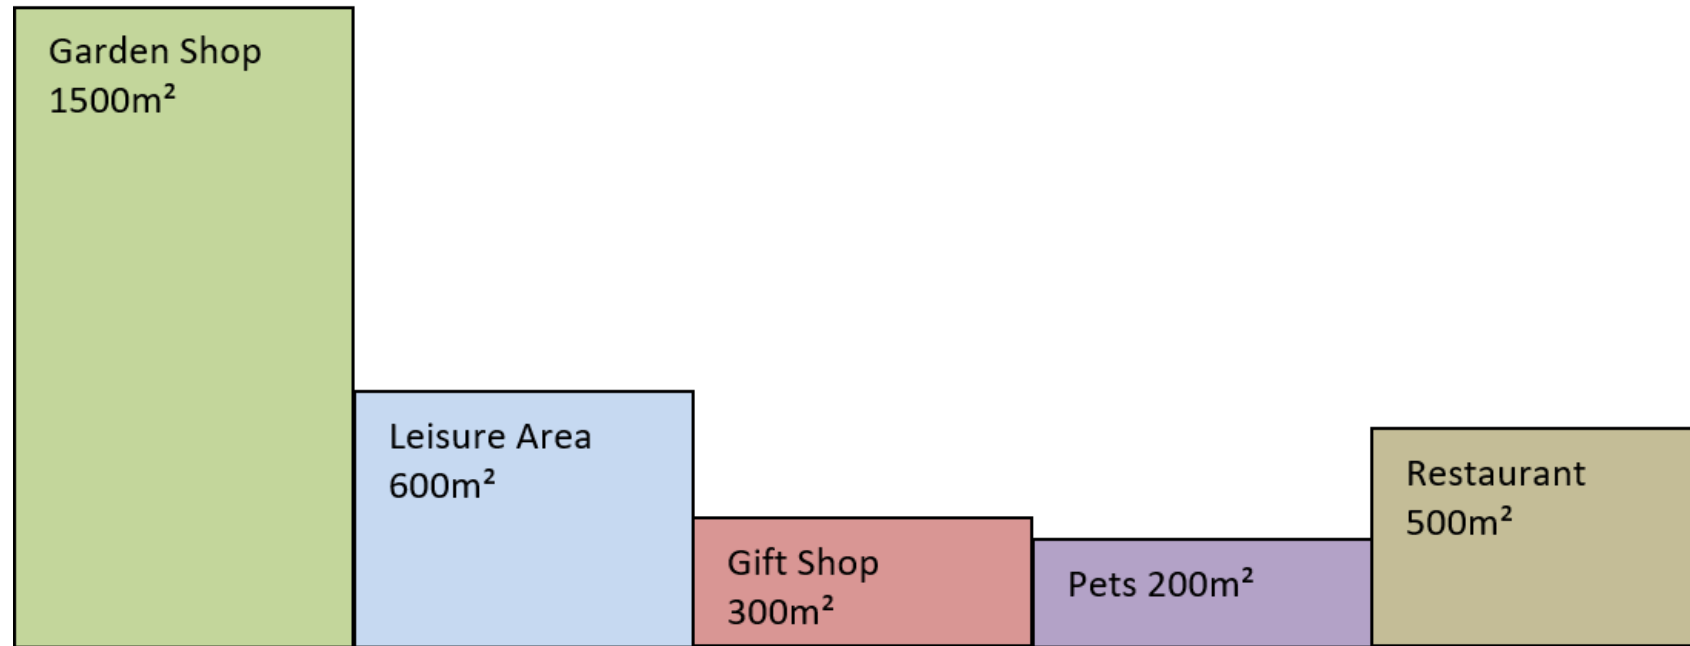 Garden Shop
1500m²
Leisure Area
600m²
Gift Shop
300m²
Pets 200m²
Restaurant
500m²